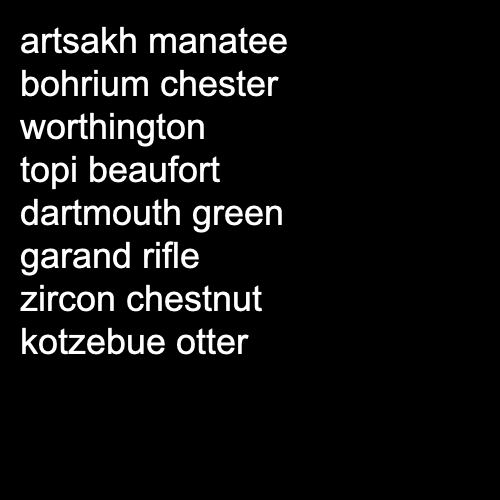 artsakh manatee
bohrium chester
worthington
topi beaufort
dartmouth green
garand rifle
zircon chestnut
kotzebue otter